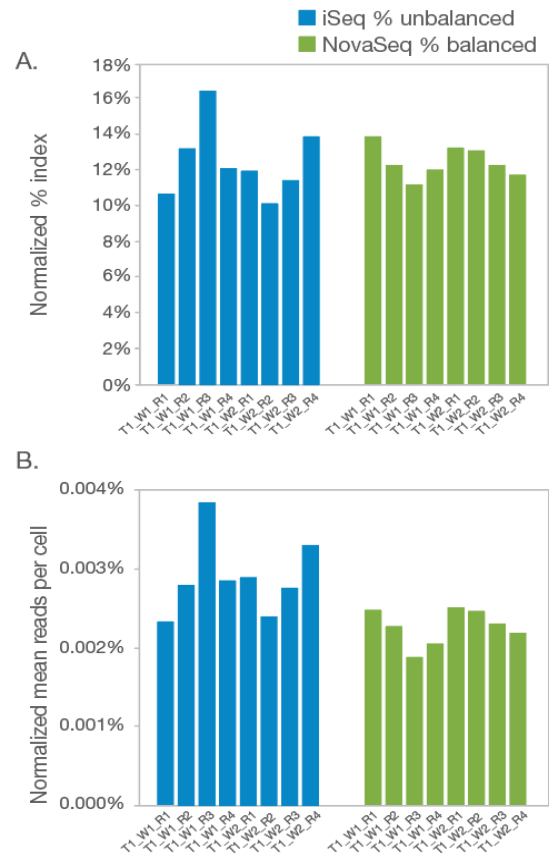 iSeq % unbalanced
NovaSeq % balanced
A.
Normalized % index
18%
16%
14%
12%
10%
8%
6%
4%
2%
0%
T1_W1_R1
T1_W1_R2
T1_W1_R3
T1_W1_R4
T1_W2_R1
T1_W2_R2
T1_W2_R3
T1_W2_R4
T1_W1_R1
T1_W1_R2
T1_W1_R3
T1_W1_R4
T1_W2_R1
T1_W2_R2
T1_W2_R3
T1_W2_R4
B.
Normalized mean reads per cell
0.004%
0.003%
0.002%
0.001%
0.000%
T1_W1_R1
T1_W1_R2
T1_W1_R3
T1_W1_R4
T1_W2_R1
T1_W2_R2
T1_W2_R3
T1_W2_R4
T1_W1_R1
T1_W1_R2
T1_W1_R3
T1_W1_R4
T1_W2_R1
T1_W2_R2
T1_W2_R3
T1_W2_R4